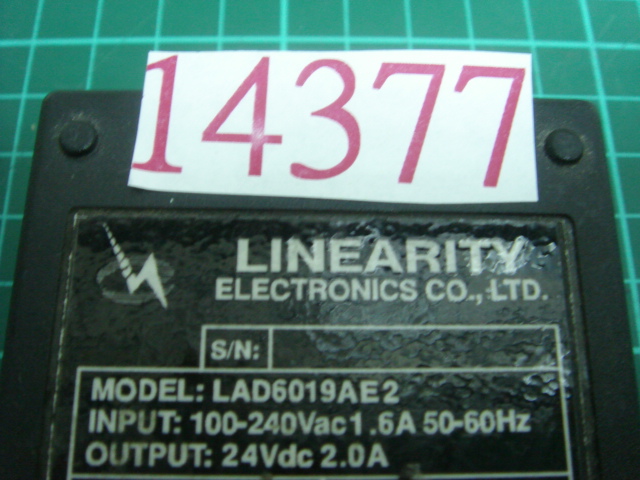 14377
LINEARITY
ELECTRONICS CO., LTD.
S/N:
MODEL: LAD6019AE2
INPUT: 100-240Vac1.6A 50-60Hz
OUTPUT: 24Vdc 2.0A